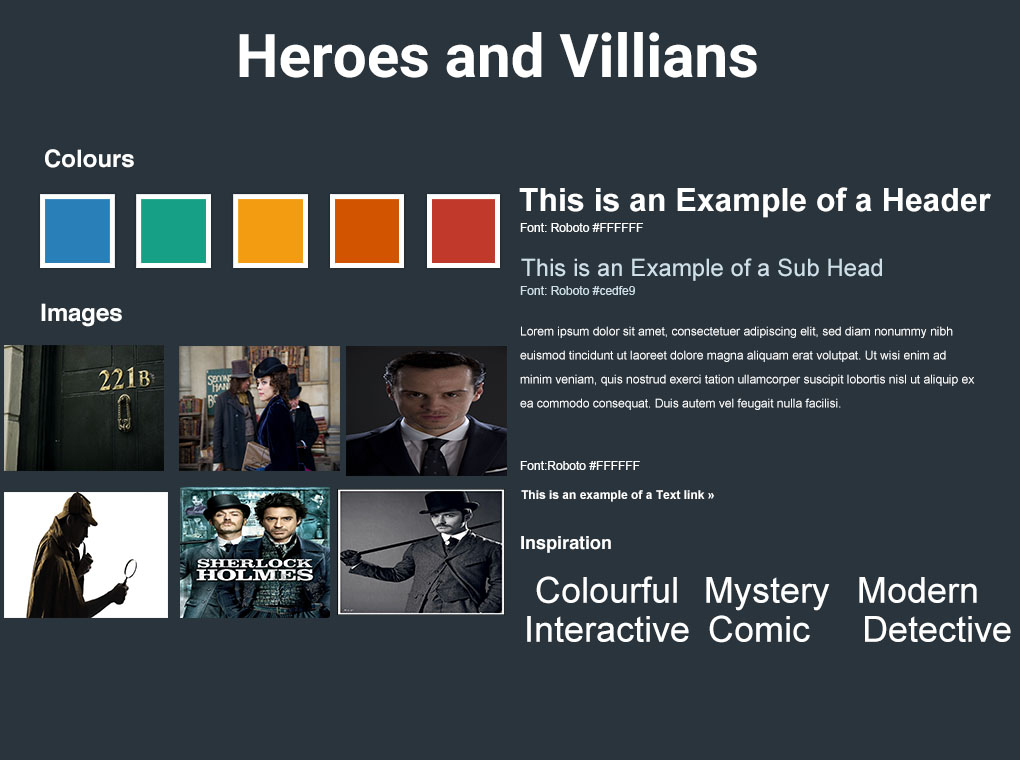 Heroes and Villians
Colours
Images
221B
SECOND
HAND
SHERLOCK
HOLMES
This is an Example of a Header
Font: Roboto #FFFFFF
This is an Example of a Sub Head
Font: Roboto #cedfe9
Lorem ipsum dolor sit amet, consectetuer adipiscing elit, sed diam nonummy nibh
euismod tincidunt ut laoreet dolore magna aliquam erat volutpat. Ut wisi enim ad
minim veniam, quis nostrud exerci tation ullamcorper suscipit lobortis nisl ut aliquip ex
ea commodo consequat. Duis autem vel feugait nulla facilisi.
Font:Roboto #FFFFFF
This is an example of a Text link »
Inspiration
Colourful Mystery Modern
Interactive Comic Detective